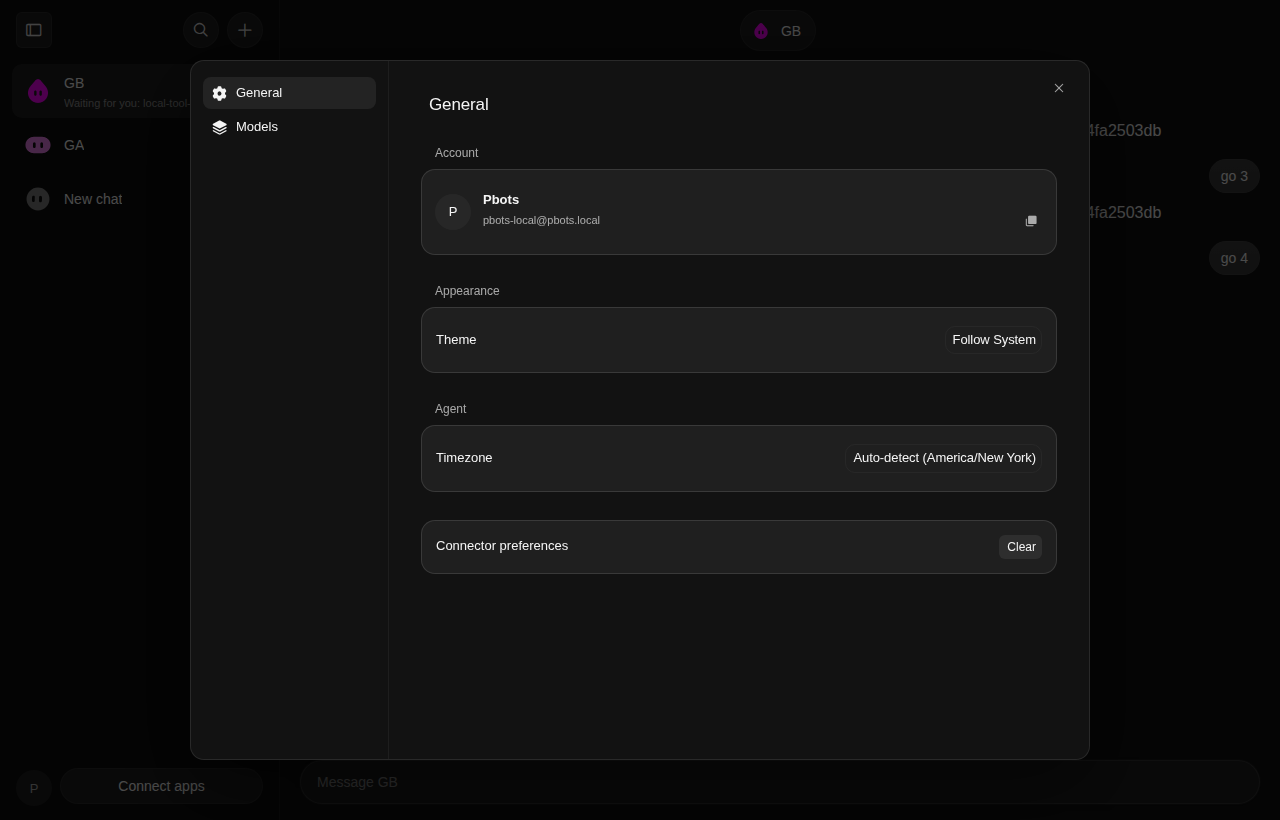 GB
GB
Waiting for you: local-tool-
GA
New chat
General
Models
General
Account
P
Pbots
pbots-local@pbots.local
Appearance
Theme
Follow System
Agent
Timezone
Auto-detect (America/New York)
Connector preferences
Clear
4fa2503db
go 3
4fa2503db
go 4
P
Connect apps
Message GB